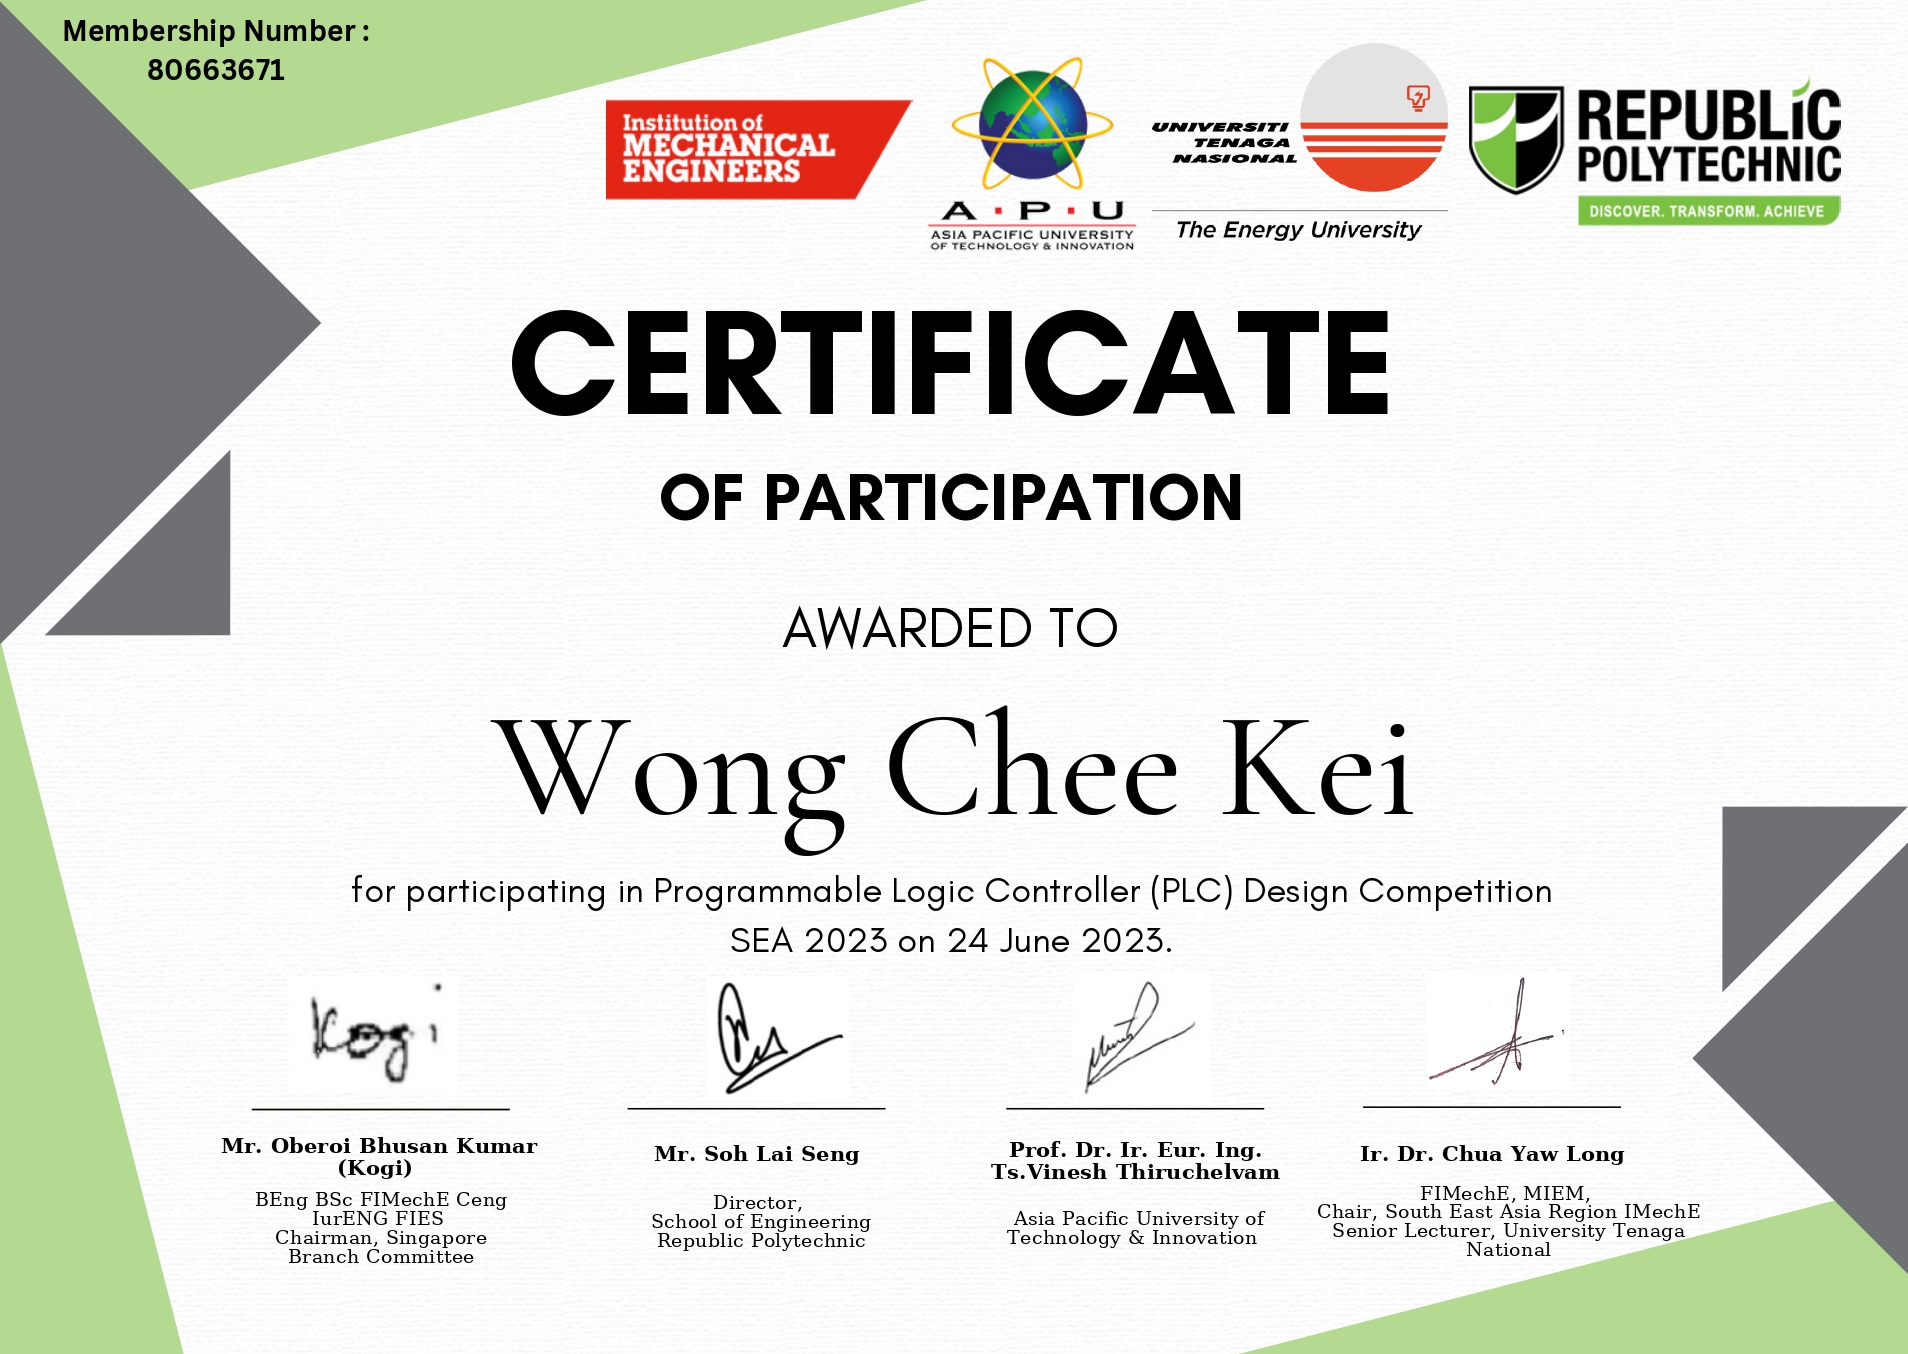 Membership Number :
80663671
Institution of
MECHANICAL
ENGINEERS
A · P · U
ASIA PACIFIC UNIVERSITY
OF TECHNOLOGY & INNOVATION
UNIVERSITI
TENAGA
NASIONAL
The Energy University
REPUBLIC
POLYTECHNIC
DISCOVER. TRANSFORM. ACHIEVE
CERTIFICATE
OF PARTICIPATION
AWARDED TO
Wong Chee Kei
for participating in Programmable Logic Controller (PLC) Design Competition
SEA 2023 on 24 June 2023.
Kogi
Mr. Oberoi Bhusan Kumar
(Kogi)
BEng BSc FIMechE Ceng
IurENG FIES
Chairman, Singapore
Branch Committee
Mr. Soh Lai Seng
Director,
School of Engineering
Republic Polytechnic
Prof. Dr. Ir. Eur. Ing.
Ts.Vinesh Thiruchelvam
Asia Pacific University of
Technology & Innovation
Ir. Dr. Chua Yaw Long
FIMechE, MIEM,
Chair, South East Asia Region IMechE
Senior Lecturer, University Tenaga
National